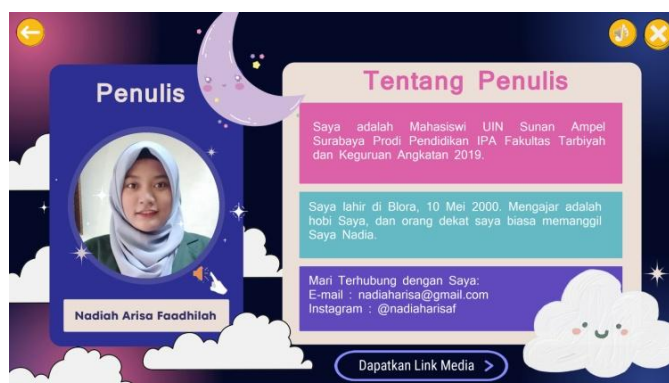 Penulis
Nadiah Arisa Faadhilah
Tentang Penulis
Saya adalah Mahasiswi UIN Sunan Ampel
Surabaya Prodi Pendidikan IPA Fakultas Tarbiyah
dan Keguruan Angkatan 2019.
Saya lahir di Blora, 10 Mei 2000. Mengajar adalah
hobi Saya, dan orang dekat saya biasa memanggil
Saya Nadia.
Mari Terhubung dengan Saya:
E-mail : nadiaharisa@gmail.com
Instagram : @nadiaharisaf
Dapatkan Link Media >